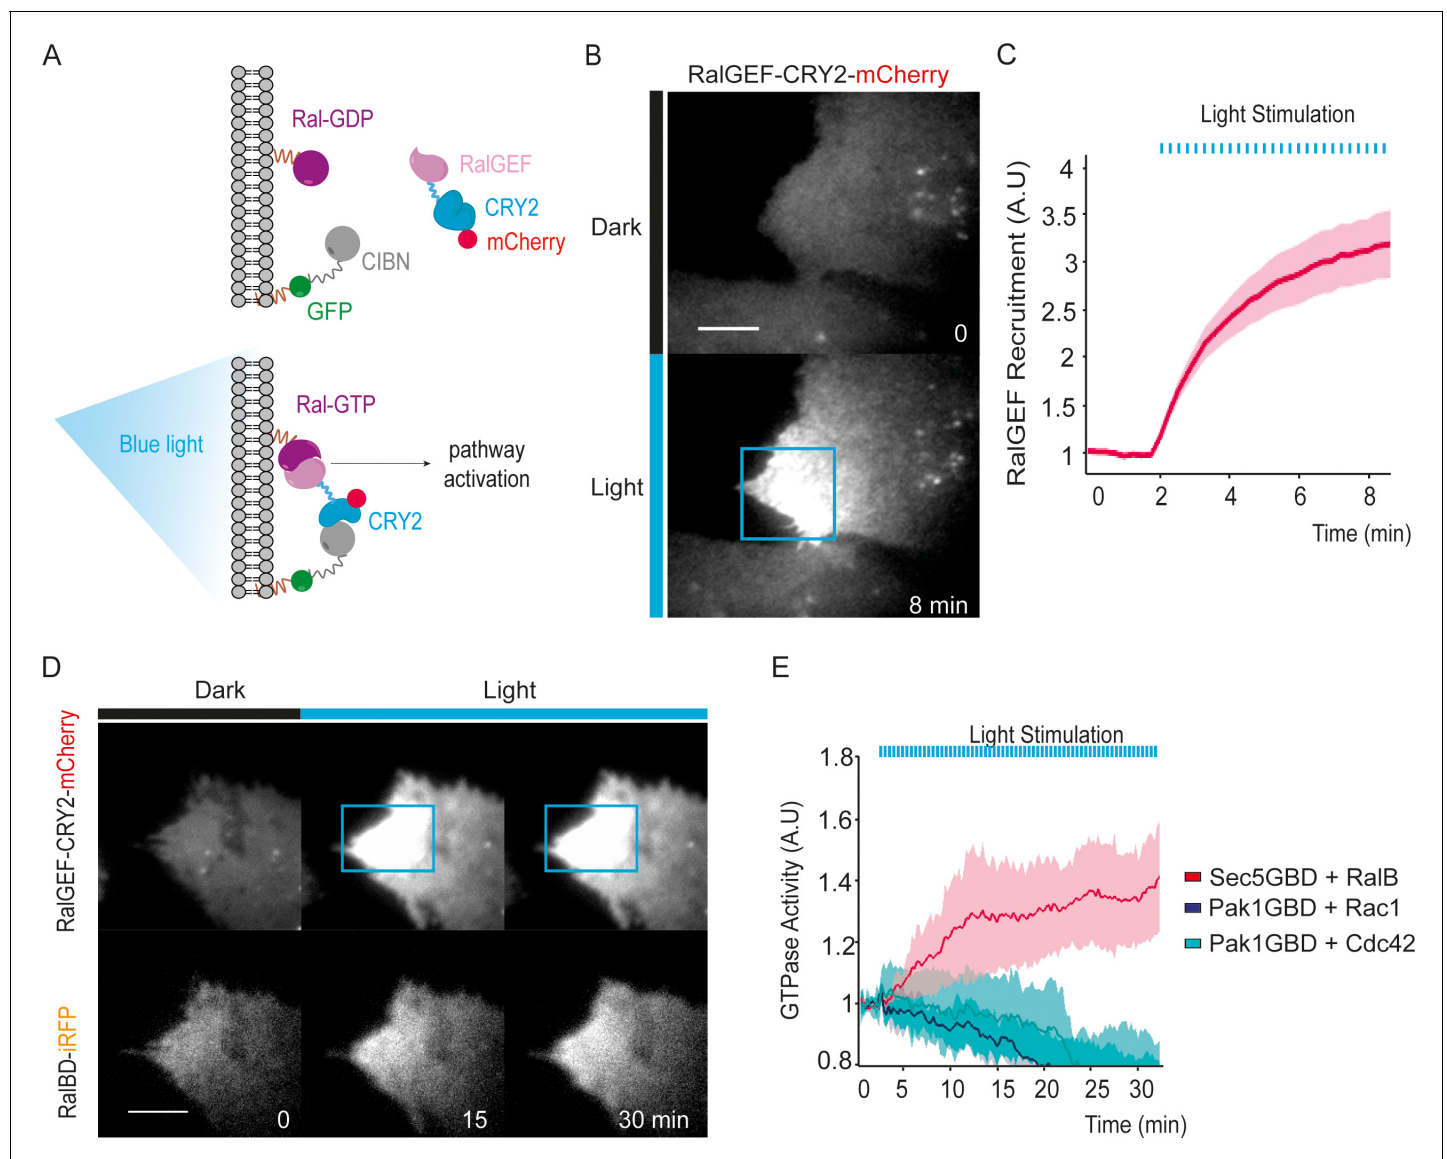 A
Ral-GDP
RalGEF
CRY2
mCherry
CIBN
GFP
Blue light
Ral-GTP
pathway
activation
CRY2
B
RalGEF-CRY2-mCherry
Dark
0
Light
8 min
C
Light Stimulation
RalGEF Recruitment (A.U)
4
3.5
3
2.5
2
1.5
1
0 2 4 6 8
Time (min)
D
Dark Light
RalGEF-CRY2-mCherry
RalBD-iRFP
0 15 30 min
E
Light Stimulation
GTPase Activity (A.U)
1.8
1.6
1.4
1.2
1
0.8
0 5 10 15 20 25 30
Time (min)
Sec5GBD + RalB
Pak1GBD + Rac1
Pak1GBD + Cdc42